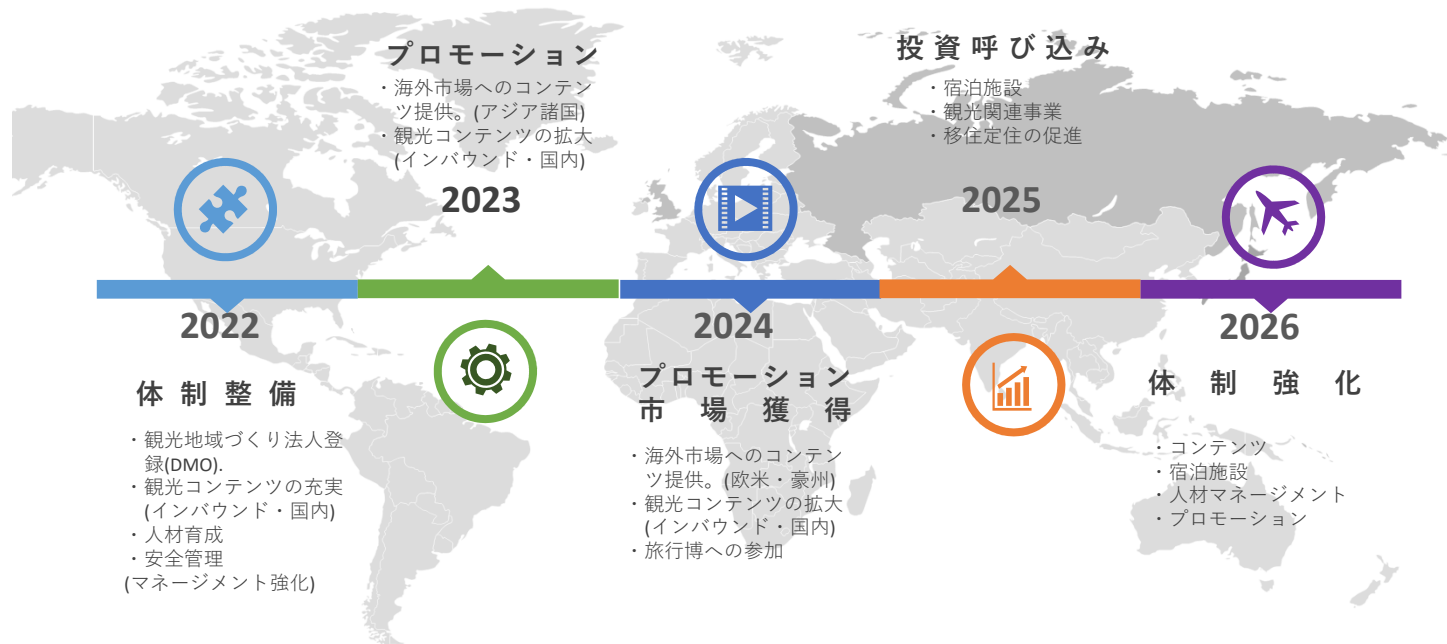 体制整備
2022
・観光地域づくり法人登
録(DMO).
・観光コンテンツの充実
(インバウンド・国内)
・人材育成
・安全管理
(マネージメント強化)
プロモーション
・海外市場へのコンテン
ツ提供。(アジア諸国)
・観光コンテンツの拡大
(インバウンド・国内)
2023
2024
プロモーション
市場獲得
・海外市場へのコンテン
ツ提供。(欧米・豪州)
・観光コンテンツの拡大
(インバウンド・国内)
・旅行博への参加
投資呼び込み
・宿泊施設
・観光関連事業
・移住定住の促進
2025
2026
体制強化
・コンテンツ
・宿泊施設
・人材マネージメント
・プロモーション